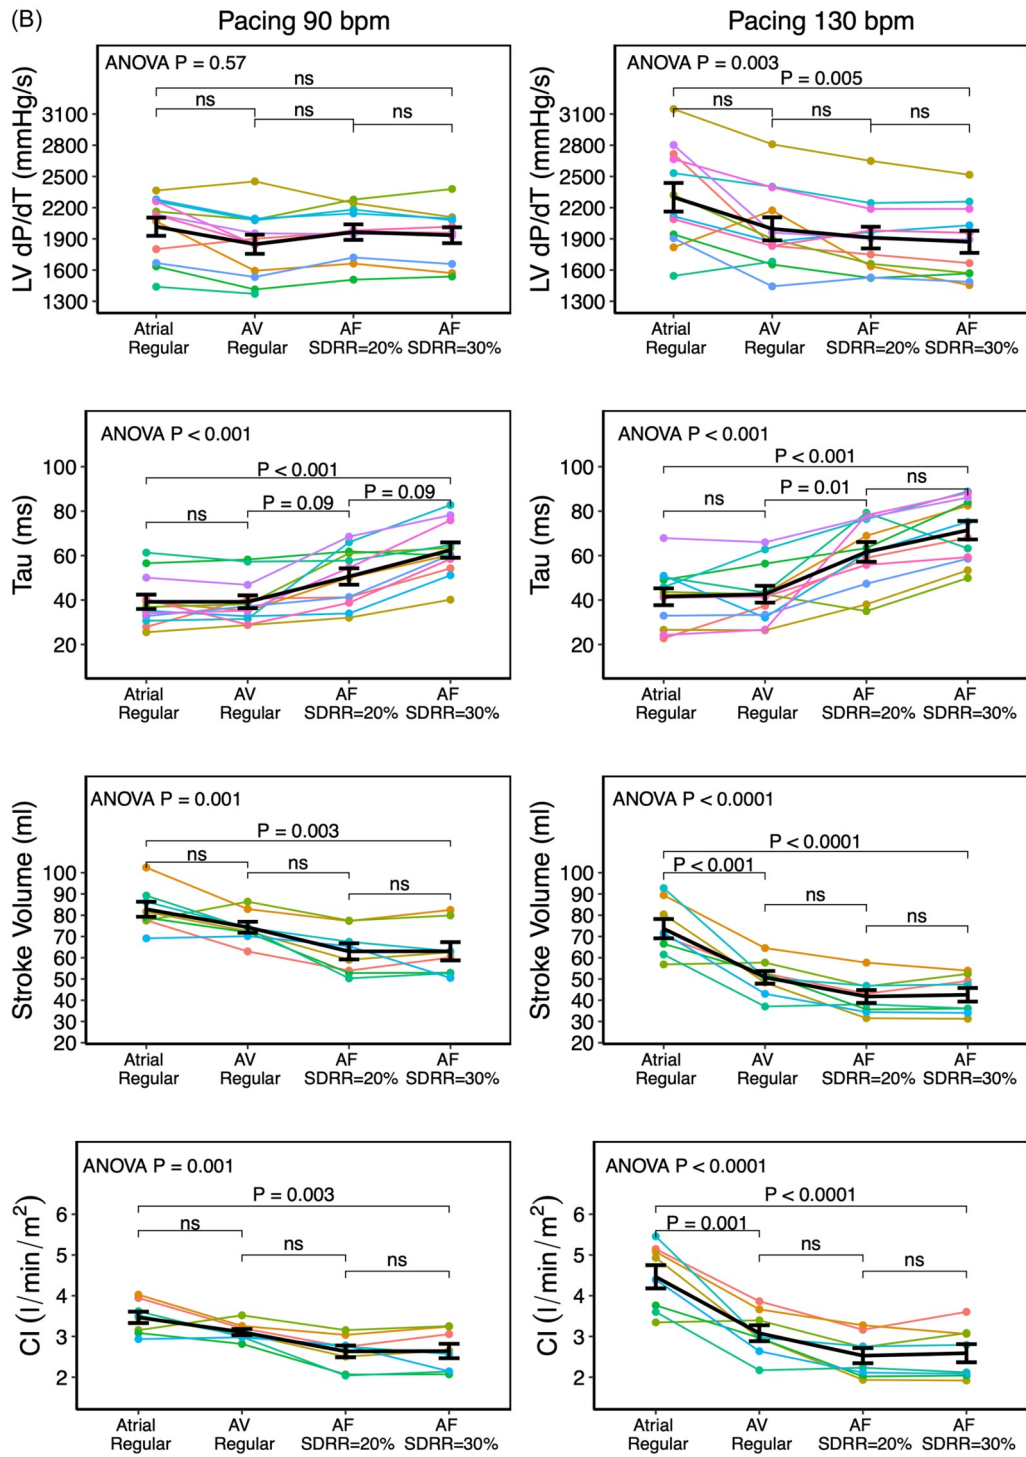 (B)
Pacing 90 bpm
Pacing 130 bpm
ANOVA P = 0.57
ns
ns
ns
ns
LV dP/dT (mmHg/s)
3100
2800
2500
2200
1900
1600
1300
Atrial
Regular
AV
Regular
AF
SDRR=20%
AF
SDRR=30%
ANOVA P = 0.003
P = 0.005
ns
ns
ns
LV dP/dT (mmHg/s)
3100
2800
2500
2200
1900
1600
1300
Atrial
Regular
AV
Regular
AF
SDRR=20%
AF
SDRR=30%
ANOVA P < 0.001
P < 0.001
ns
P = 0.09
P = 0.09
Tau (ms)
100
80
60
40
20
Atrial
Regular
AV
Regular
AF
SDRR=20%
AF
SDRR=30%
ANOVA P < 0.001
P < 0.001
ns
P = 0.01
ns
Tau (ms)
100
80
60
40
20
Atrial
Regular
AV
Regular
AF
SDRR=20%
AF
SDRR=30%
ANOVA P = 0.001
P = 0.003
ns
ns
ns
Stroke Volume (ml)
100
90
80
70
60
50
40
30
20
Atrial
Regular
AV
Regular
AF
SDRR=20%
AF
SDRR=30%
ANOVA P < 0.0001
P < 0.0001
P < 0.001
ns
ns
Stroke Volume (ml)
100
90
80
70
60
50
40
30
20
Atrial
Regular
AV
Regular
AF
SDRR=20%
AF
SDRR=30%
ANOVA P = 0.001
P = 0.003
ns
ns
ns
CI (l/min/m²)
6
5
4
3
2
Atrial
Regular
AV
Regular
AF
SDRR=20%
AF
SDRR=30%
ANOVA P < 0.0001
P < 0.0001
P = 0.001
ns
ns
CI (l/min/m²)
6
5
4
3
2
Atrial
Regular
AV
Regular
AF
SDRR=20%
AF
SDRR=30%